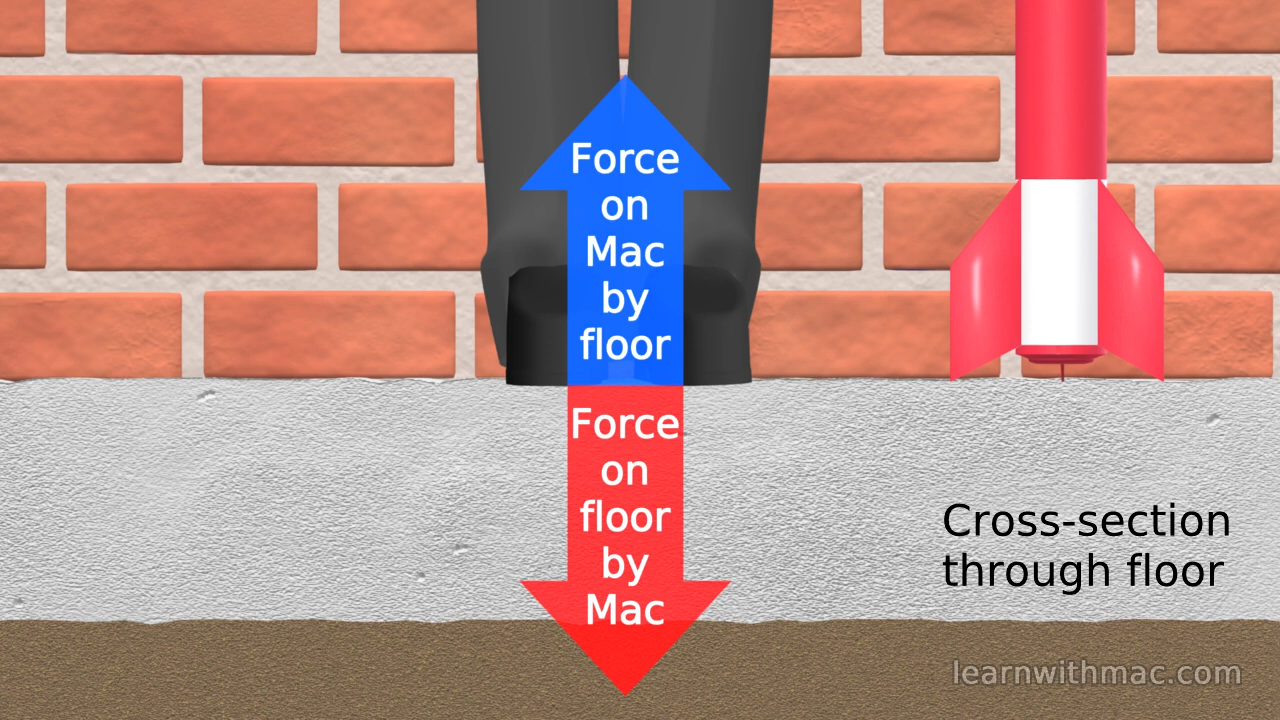 Force
on
Mac
by
floor
Force
on
floor
by
Mac
Cross-section
through floor
learnwithmac.com